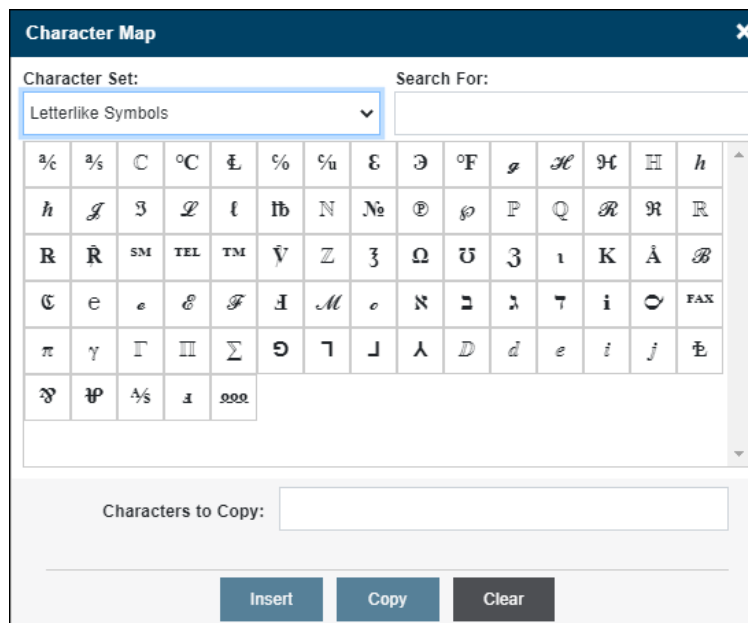 Character Map ×
Character Set: Search For:
Letterlike Symbols
℀ ℁ ℂ ℃ ℄ ℅ ℆ ℇ ℈ ℉ ℊ ℋ ℌ ℍ ℎ
ℏ ℐ ℑ ℒ ℓ ℔ ℕ № ℗ ℘ ℙ ℚ ℛ ℜ ℝ
℞ ℟ ℠ ℡ ™ ℣ ℤ ℥ Ω ℧ ℨ ℩ K Å ℬ
ℭ ℮ ℯ ℰ ℱ Ⅎ ℳ ℴ ℵ ℶ ℷ ℸ ℹ ℺ ℻
ℼ ℽ ℾ ℿ ⅀ ⅁ ⅂ ⅃ ⅄ ⅅ ⅆ ⅇ ⅈ ⅉ ⅊
⅋ ⅌ ⅍ ⅎ ⅏
Characters to Copy:
Insert Copy Clear